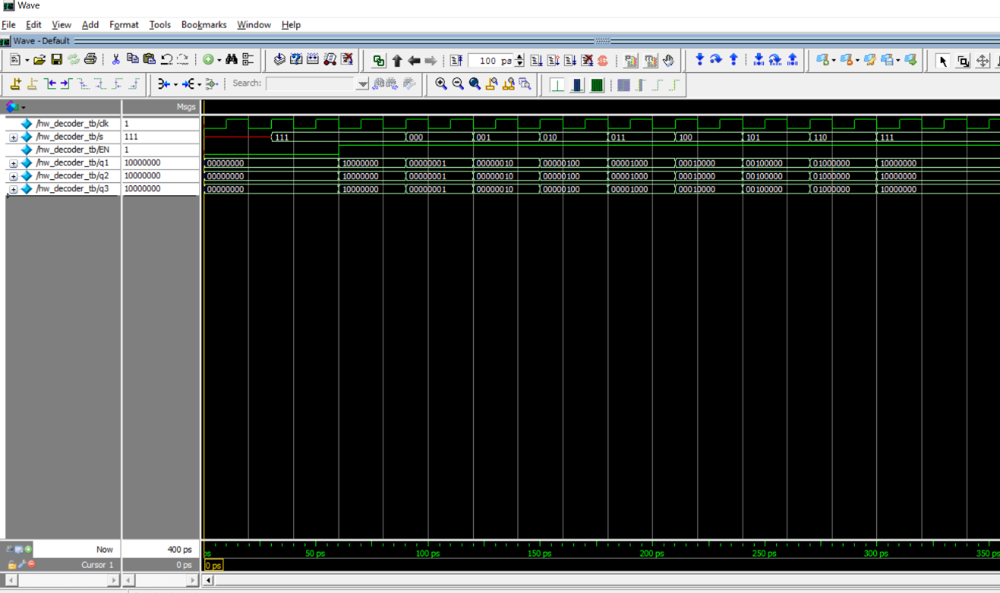 Wave
File Edit View Add Format Tools Bookmarks Window Help
Wave - Default
100 ps
Search:
Msgs
/hw_decoder_tb/clk 1
/hw_decoder_tb/s 111 111 000 001 010 011 100 101 110 111
/hw_decoder_tb/EN 1
/hw_decoder_tb/q1 10000000 00000000 10000000 00000001 00000010 00000100 00001000 00010000 00100000 01000000 10000000
/hw_decoder_tb/q2 10000000 00000000 10000000 00000001 00000010 00000100 00001000 00010000 00100000 01000000 10000000
/hw_decoder_tb/q3 10000000 00000000 10000000 00000001 00000010 00000100 00001000 00010000 00100000 01000000 10000000
Now 400 ps ps 50 ps 100 ps 150 ps 200 ps 250 ps 300 ps 350 ps
Cursor 1 0 ps 0 ps